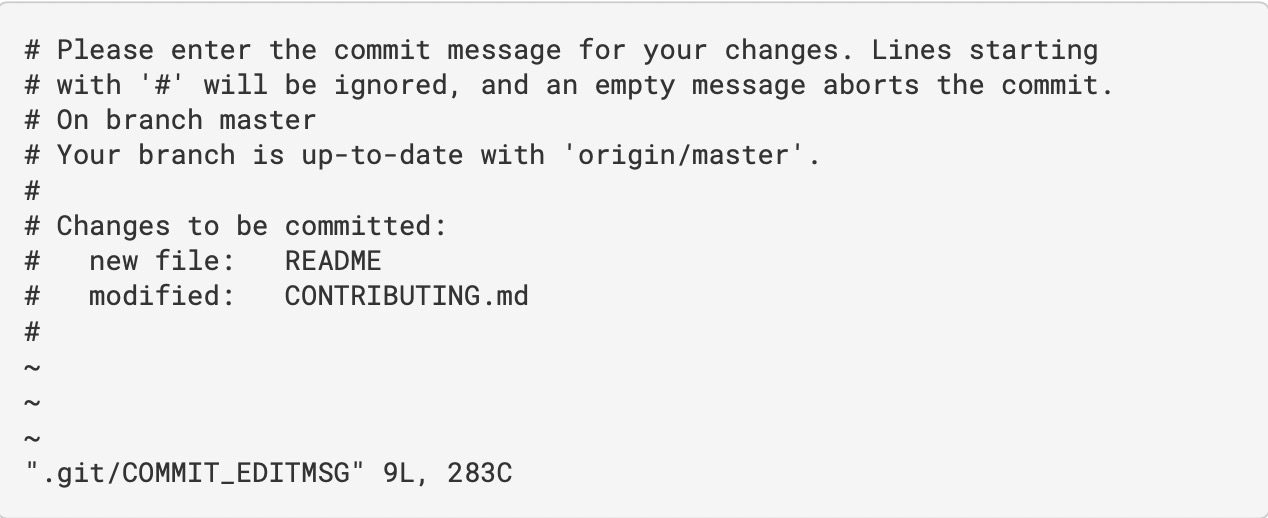 # Please enter the commit message for your changes. Lines starting
# with '#' will be ignored, and an empty message aborts the commit.
# On branch master
# Your branch is up-to-date with 'origin/master'.
#
# Changes to be committed:
#	new file:   README
#	modified:   CONTRIBUTING.md
#
~
~
~
".git/COMMIT_EDITMSG" 9L, 283C